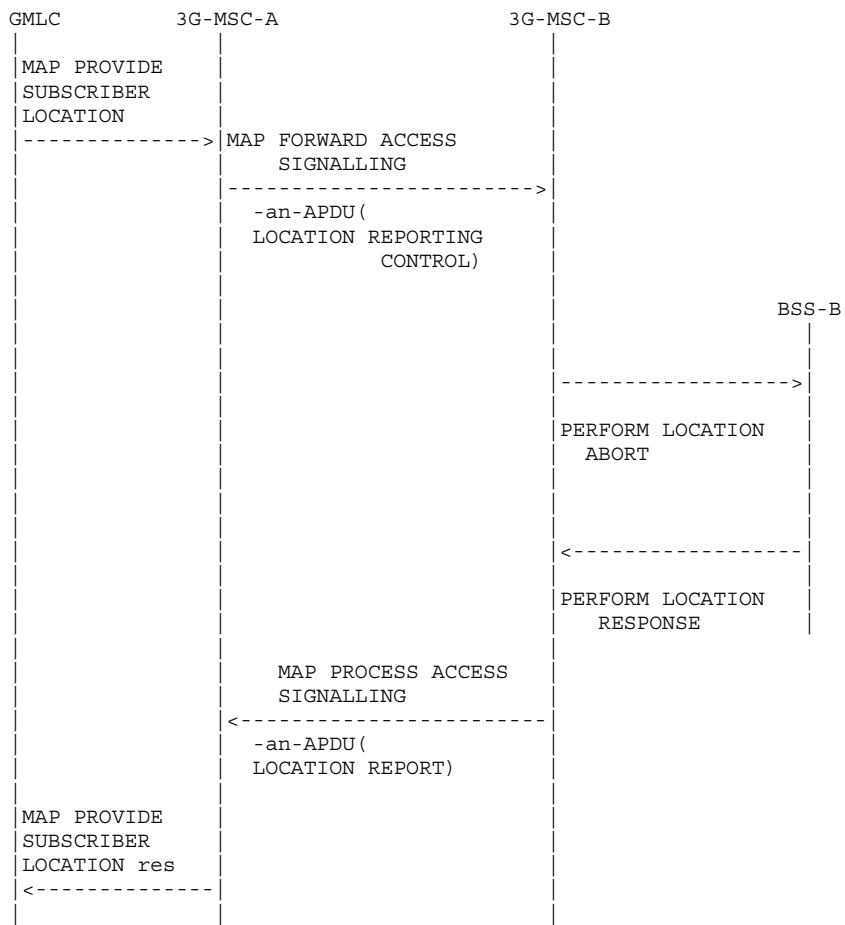 GMLC 3G-MSC-A 3G-MSC-B
MAP PROVIDE
SUBSCRIBER
LOCATION
MAP FORWARD ACCESS
SIGNALLING
-an-APDU(
LOCATION REPORTING
CONTROL)
BSS-B
PERFORM LOCATION
ABORT
PERFORM LOCATION
RESPONSE
MAP PROCESS ACCESS
SIGNALLING
-an-APDU(
LOCATION REPORT)
MAP PROVIDE
SUBSCRIBER
LOCATION res